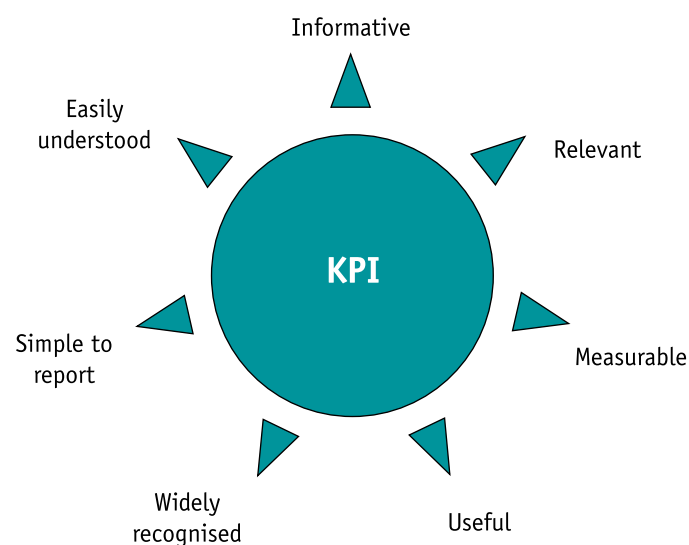 Informative
Easily
understood
Relevant
KPI
Simple to
report
Measurable
Widely
recognised
Useful